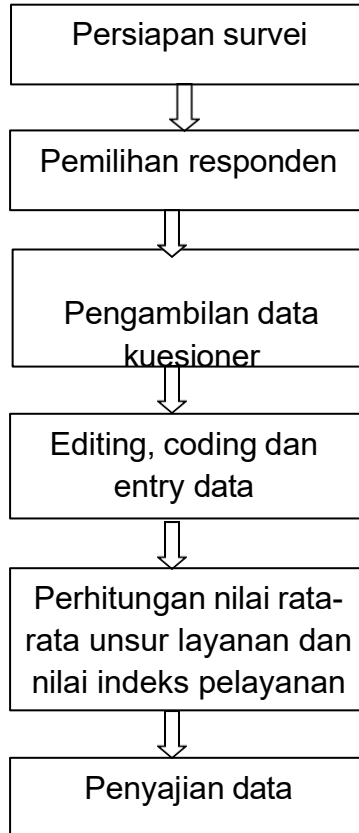 Persiapan survei
Pemilihan responden
Pengambilan data
kuesioner
Editing, coding dan
entry data
Perhitungan nilai rata-
rata unsur layanan dan
nilai indeks pelayanan
Penyajian data